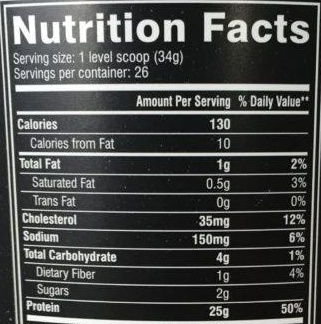 Nutrition Facts
Serving size: 1 level scoop (34g)
Servings per container: 26
Amount Per Serving % Daily Value**
Calories 130
Calories from Fat 10
Total Fat 1g 2%
Saturated Fat 0.5g 3%
Trans Fat 0g 0%
Cholesterol 35mg 12%
Sodium 150mg 6%
Total Carbohydrate 4g 1%
Dietary Fiber 1g 4%
Sugars 2g
Protein 25g 50%